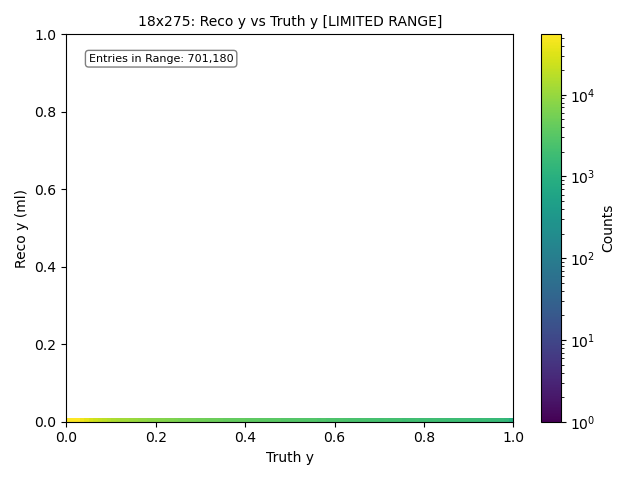 18x275: Reco y vs Truth y [LIMITED RANGE]
Entries in Range: 701,180
1.0
0.8
0.6
0.4
0.2
0.0
Reco y (ml)
0.0 0.2 0.4 0.6 0.8 1.0
Truth y
10⁴
10³
10²
10¹
10⁰
Counts